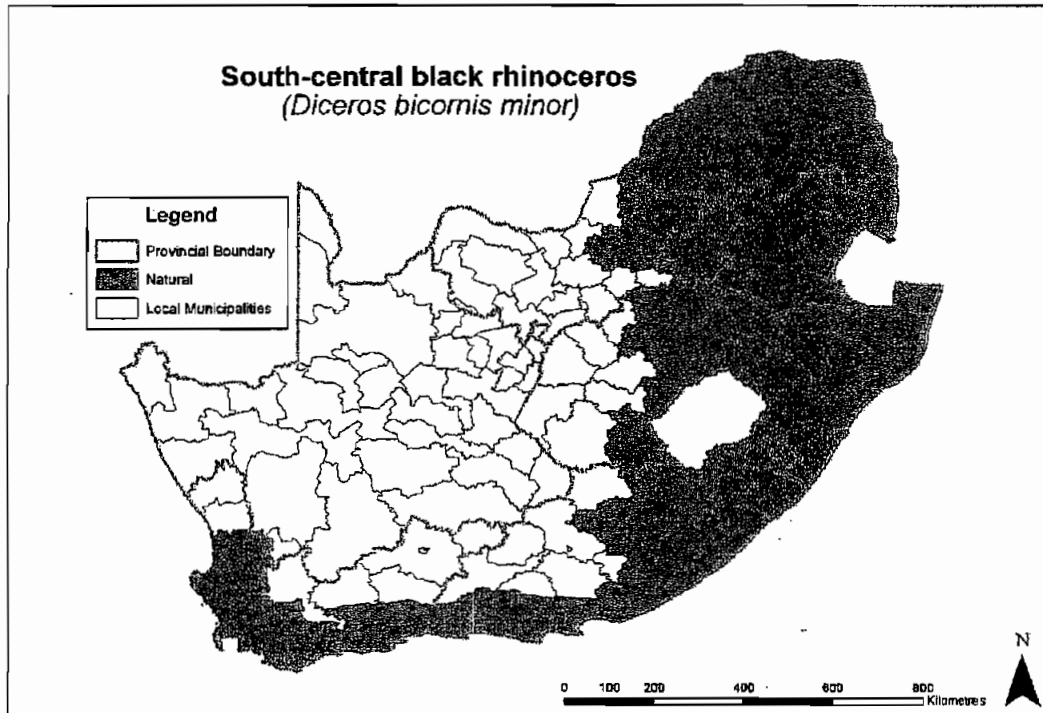 South-central black rhinoceros
(Diceros bicornis minor)
Legend
Provincial Boundary
Natural
Local Municipalities
N
0 100 200 400 600 800
Kilometres